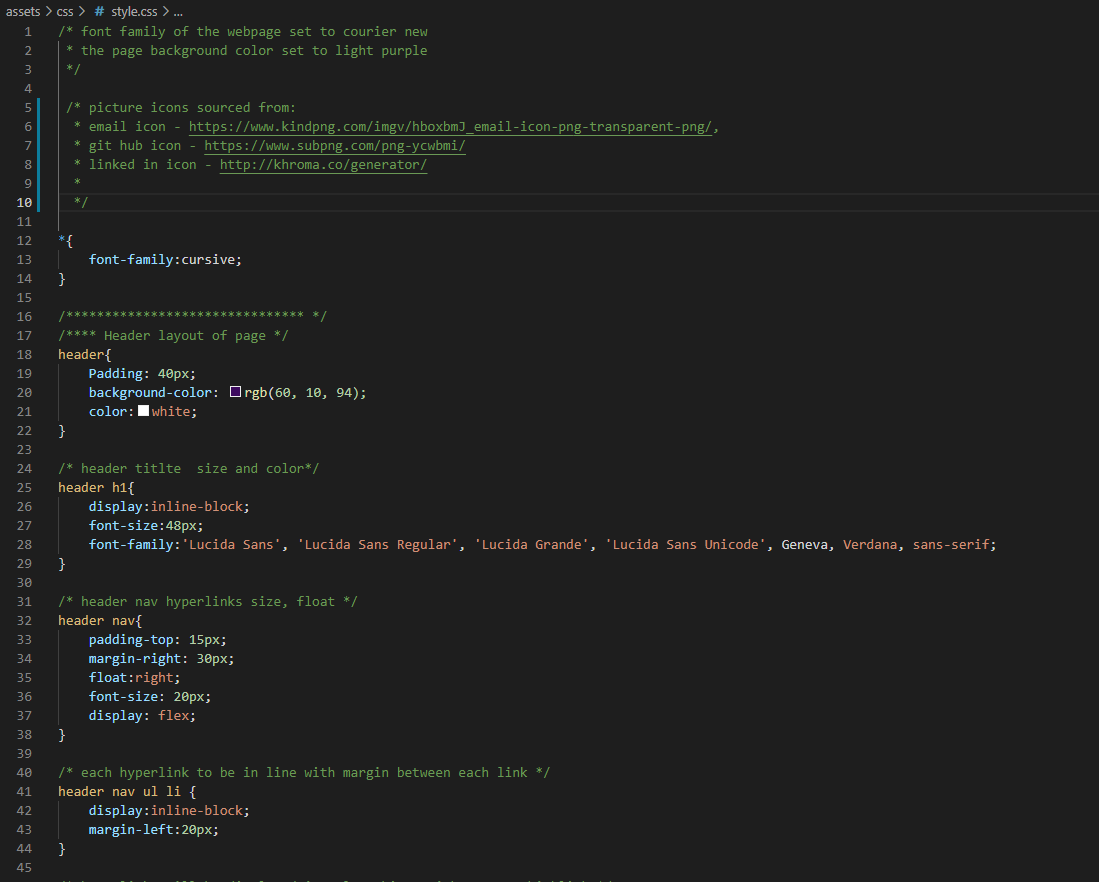 assets > css > # style.css > ...
1 /* font family of the webpage set to courier new
2 * the page background color set to light purple
3 */
4
5 /* picture icons sourced from:
6 * email icon - https://www.kindpng.com/imgv/hboxbmJ_email-icon-png-transparent-png/,
7 * git hub icon - https://www.subpng.com/png-ycwbmi/
8 * linked in icon - http://khroma.co/generator/
9 *
10 */
11
12 *{
13 font-family:cursive;
14 }
15
16 /******************************* */
17 /**** Header layout of page */
18 header{
19 Padding: 40px;
20 background-color: rgb(60, 10, 94);
21 color: white;
22 }
23
24 /* header titlte  size and color*/
25 header h1{
26 display:inline-block;
27 font-size:48px;
28 font-family:'Lucida Sans', 'Lucida Sans Regular', 'Lucida Grande', 'Lucida Sans Unicode', Geneva, Verdana, sans-serif;
29 }
30
31 /* header nav hyperlinks size, float */
32 header nav{
33 padding-top: 15px;
34 margin-right: 30px;
35 float:right;
36 font-size: 20px;
37 display: flex;
38 }
39
40 /* each hyperlink to be in line with margin between each link */
41 header nav ul li {
42 display:inline-block;
43 margin-left:20px;
44 }
45